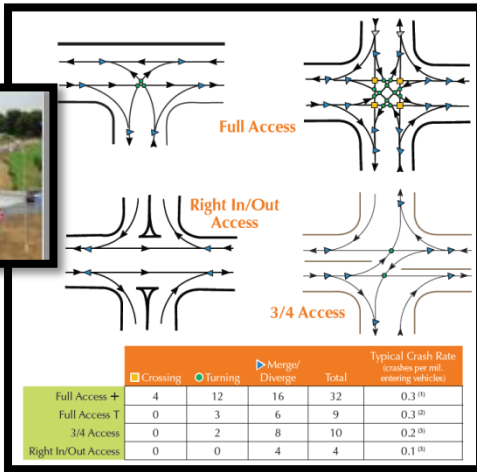 Full Access
Right In/Out
Access
3/4 Access
Crossing Turning Merge/Diverge Total Typical Crash Rate (crashes per mil. entering vehicles)
Full Access + 4 12 16 32 0.3 (1)
Full Access T 0 3 6 9 0.3 (2)
3/4 Access 0 2 8 10 0.2 (3)
Right In/Out Access 0 0 4 4 0.1 (3)